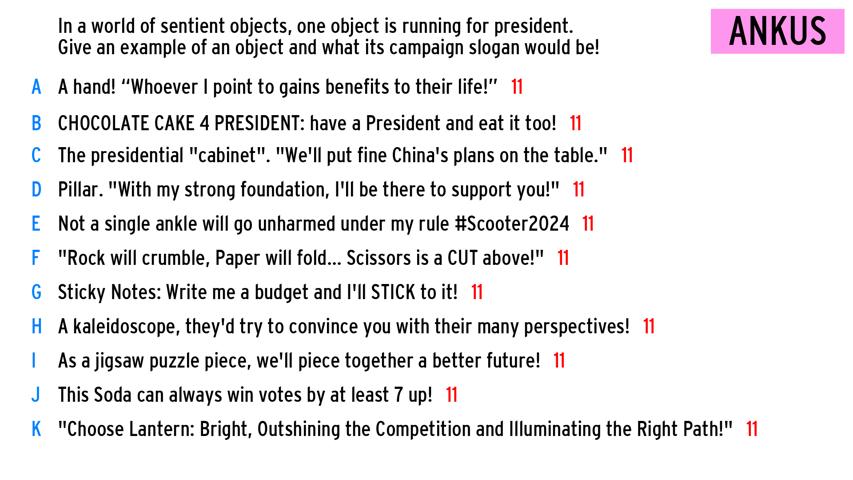 In a world of sentient objects, one object is running for president.
Give an example of an object and what its campaign slogan would be!
ANKUS
A A hand! “Whoever I point to gains benefits to their life!” 11
B CHOCOLATE CAKE 4 PRESIDENT: have a President and eat it too! 11
C The presidential "cabinet". "We'll put fine China's plans on the table." 11
D Pillar. "With my strong foundation, I'll be there to support you!" 11
E Not a single ankle will go unharmed under my rule #Scooter2024 11
F "Rock will crumble, Paper will fold... Scissors is a CUT above!" 11
G Sticky Notes: Write me a budget and I'll STICK to it! 11
H A kaleidoscope, they'd try to convince you with their many perspectives! 11
I As a jigsaw puzzle piece, we'll piece together a better future! 11
J This Soda can always win votes by at least 7 up! 11
K "Choose Lantern: Bright, Outshining the Competition and Illuminating the Right Path!" 11